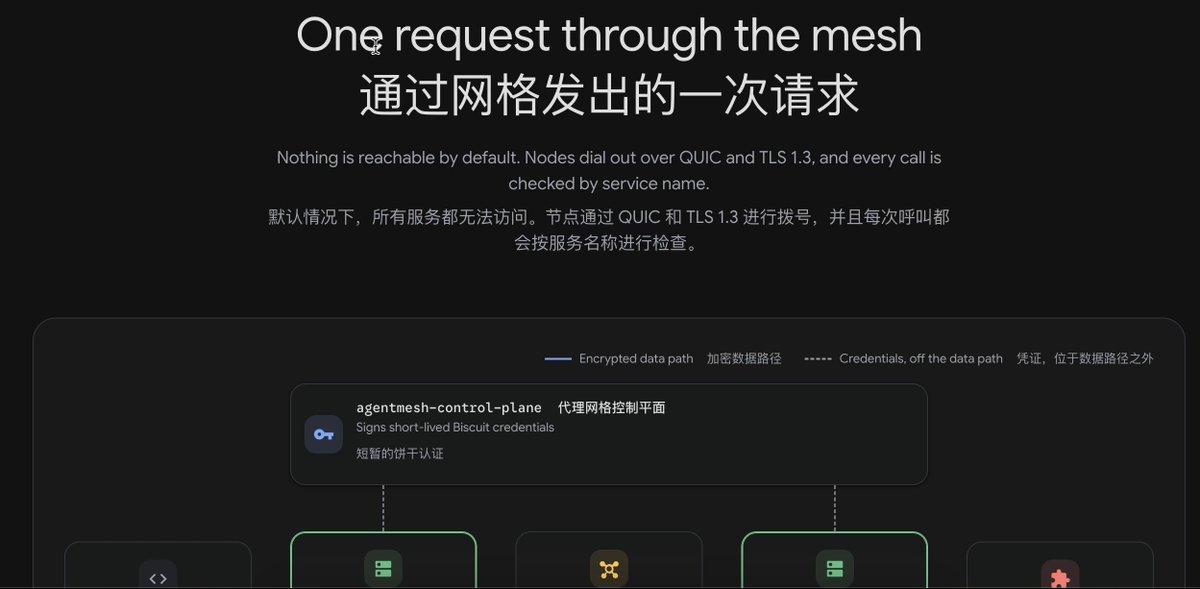 One request through the mesh
通过网格发出的一次请求
Nothing is reachable by default. Nodes dial out over QUIC and TLS 1.3, and every call is
checked by service name.
默认情况下，所有服务都无法访问。节点通过 QUIC 和 TLS 1.3 进行拨号，并且每次呼叫都
会按服务名称进行检查。
Encrypted data path 加密数据路径 Credentials, off the data path 凭证，位于数据路径之外
agentmesh-control-plane 代理网格控制平面
Signs short-lived Biscuit credentials
短暂的饼干认证